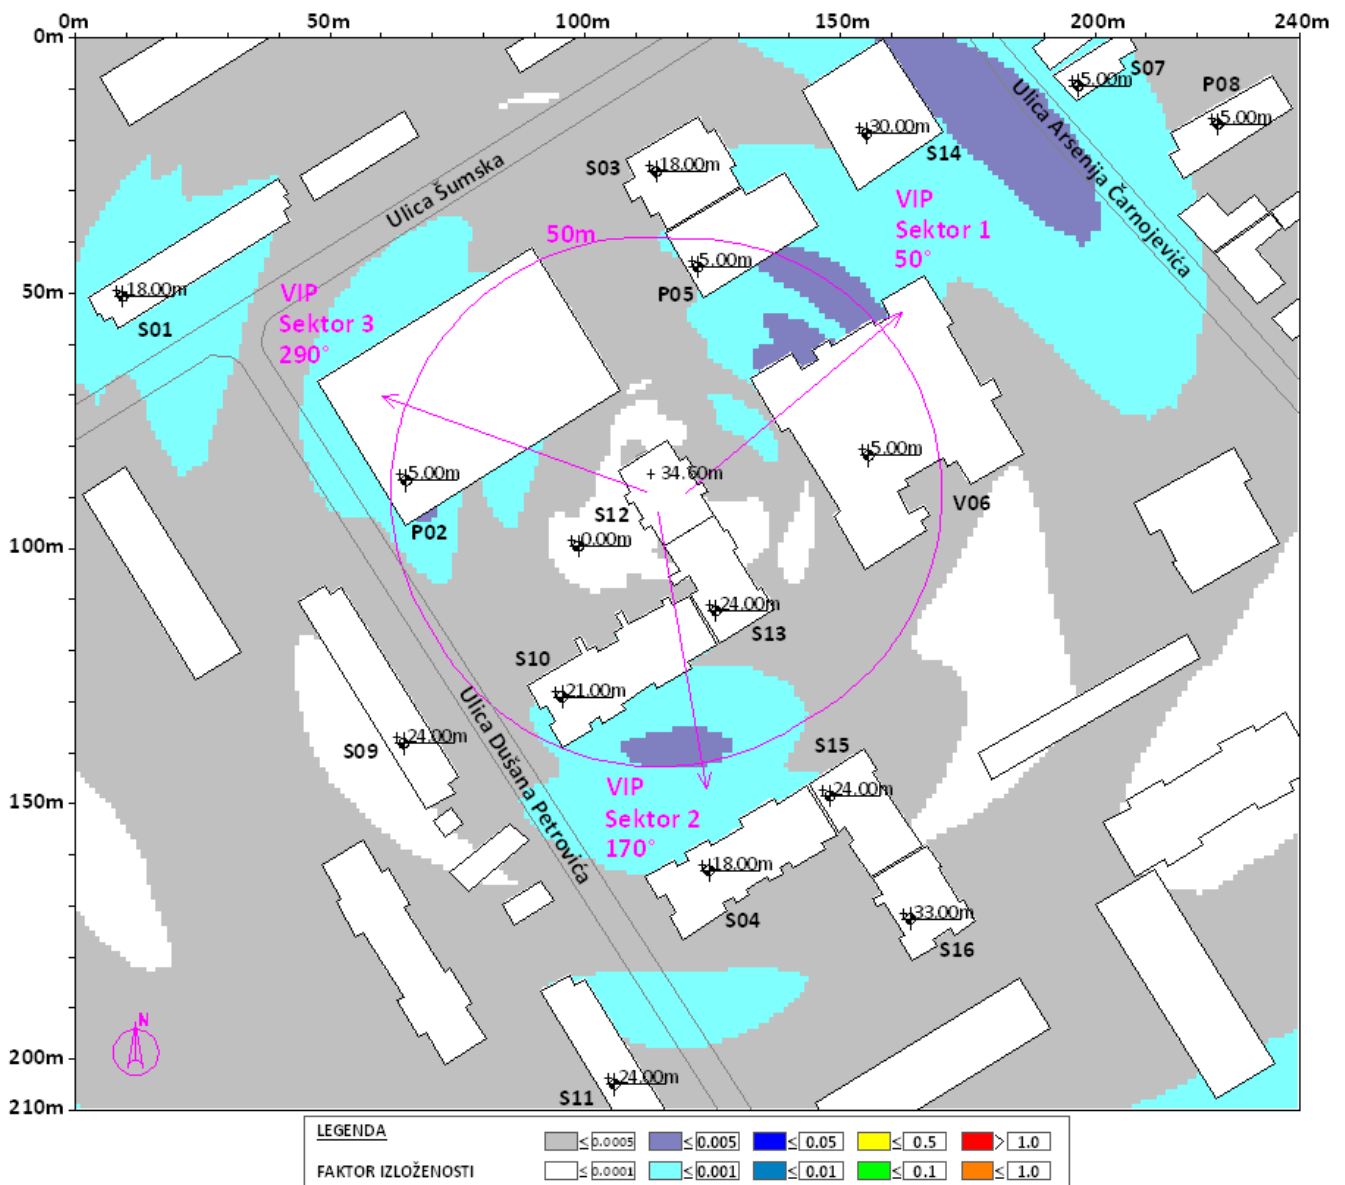 0m 50m 100m 150m 200m 240m
0m
50m
100m
150m
200m
210m
S07
5.00m
P08
5.00m
Ulica Arsenija Čarnojevića
30.00m
S14
S03
18.00m
Ulica Šumska
VIP
Sektor 1
50°
50m
5.00m
P05
18.00m
S01
VIP
Sektor 3
290°
5.00m
P02
34.60m
S12
0.00m
5.00m
V06
24.00m
S13
S10
21.00m
S09
24.00m
Ulica Dušana Petrovića
VIP
Sektor 2
170°
S15
24.00m
18.00m
S04
33.00m
S16
N
24.00m
S11
LEGENDA
≤ 0.0005 ≤ 0.005 ≤ 0.05 ≤ 0.5 > 1.0
FAKTOR IZLOŽENOSTI ≤ 0.0001 ≤ 0.001 ≤ 0.01 ≤ 0.1 ≤ 1.0